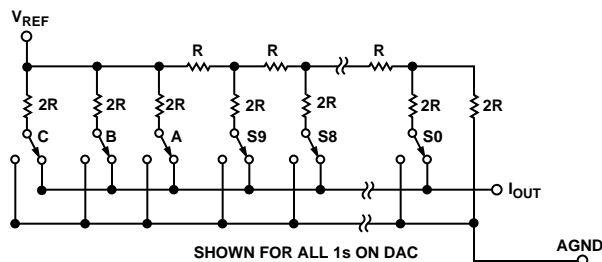 VREF
R R R
2R 2R 2R 2R 2R 2R 2R
C B A S9 S8 S0
IOUT
SHOWN FOR ALL 1s ON DAC
AGND